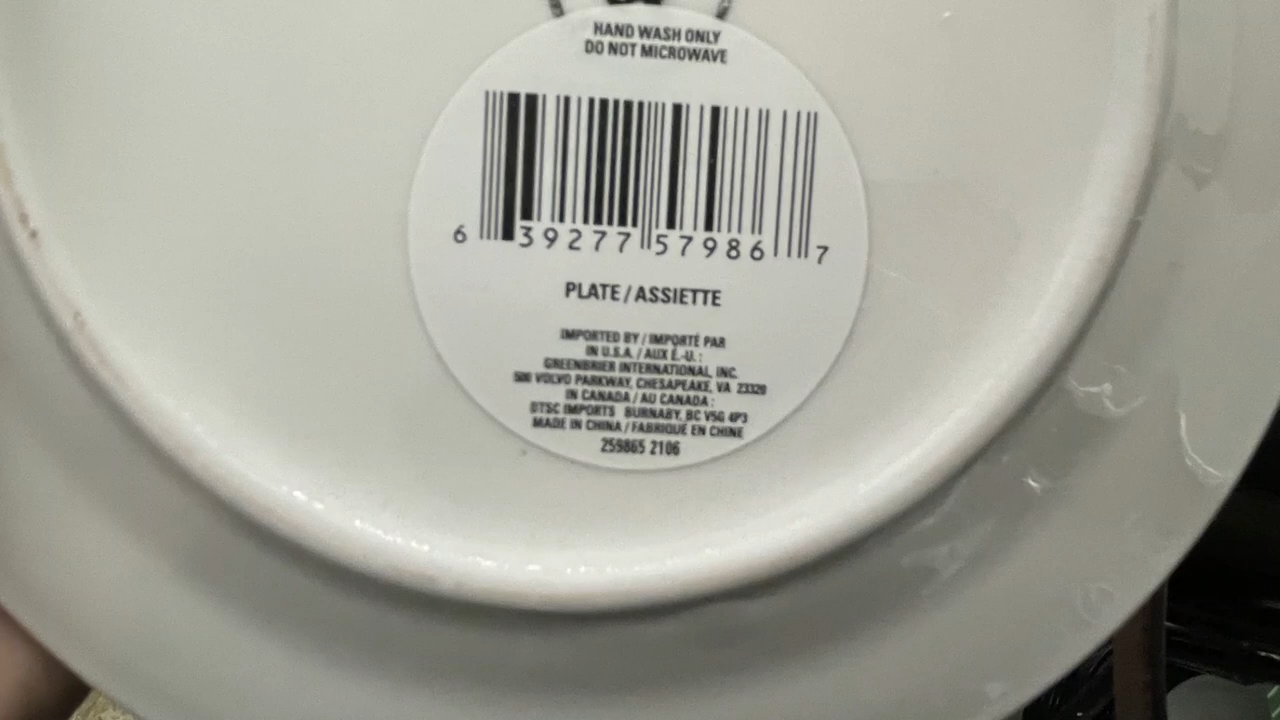 HAND WASH ONLY
DO NOT MICROWAVE
6 39277 57986 7
PLATE / ASSIETTE
IMPORTED BY / IMPORTÉ PAR
IN U.S.A. / AUX É.-U. :
GREENBRIER INTERNATIONAL, INC.
500 VOLVO PARKWAY, CHESAPEAKE, VA 23320
IN CANADA / AU CANADA :
DTSC IMPORTS BURNABY, BC V5G 4P3
MADE IN CHINA / FABRIQUÉ EN CHINE
259865 2106